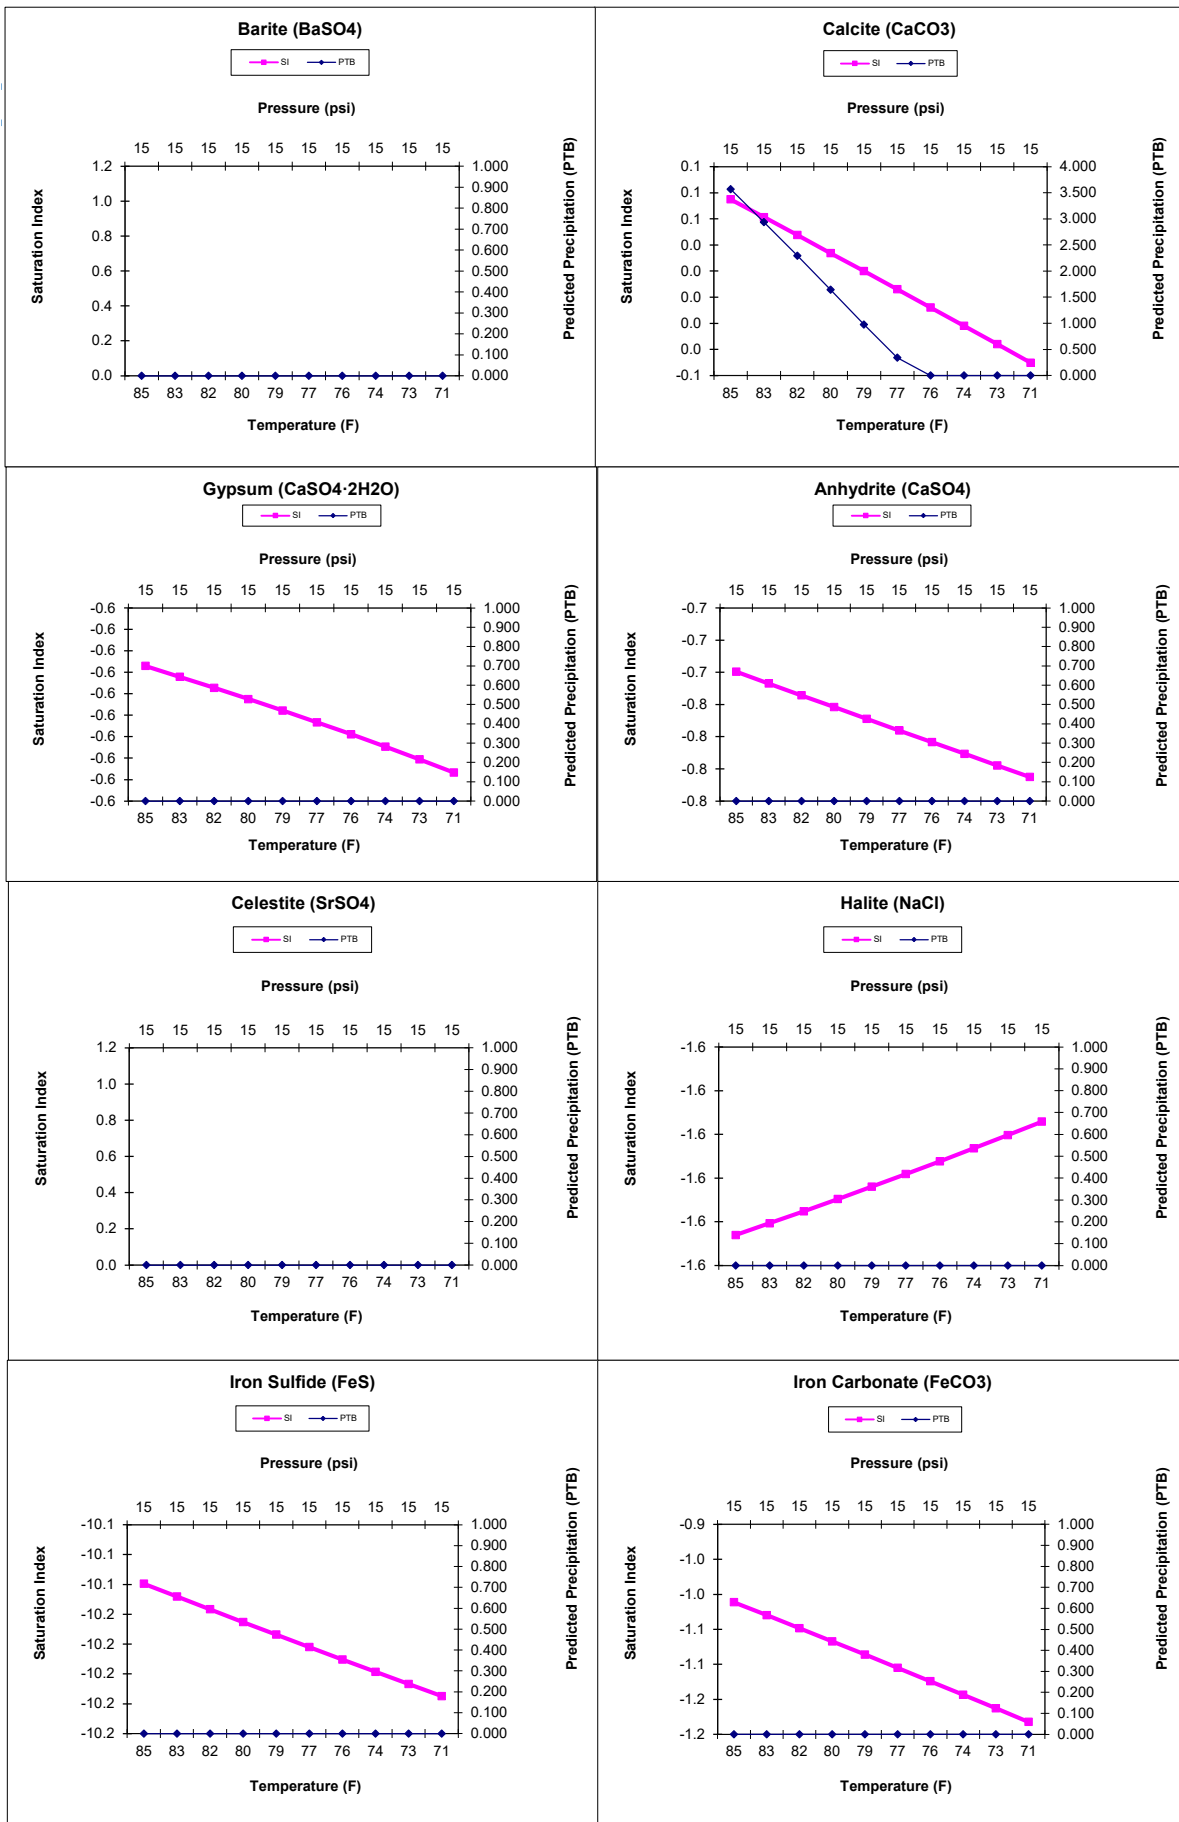 Barite (BaSO4)
SI PTB
Pressure (psi)
15 15 15 15 15 15 15 15 15 15
Saturation Index
1.2
1.0
0.8
0.6
0.4
0.2
0.0
1.000
0.900
0.800
0.700
0.600
0.500
0.400
0.300
0.200
0.100
0.000
Predicted Precipitation (PTB)
85 83 82 80 79 77 76 74 73 71
Temperature (F)
Calcite (CaCO3)
SI PTB
Pressure (psi)
15 15 15 15 15 15 15 15 15 15
Saturation Index
0.1
0.1
0.1
0.0
0.0
0.0
0.0
0.0
-0.1
4.000
3.500
3.000
2.500
2.000
1.500
1.000
0.500
0.000
Predicted Precipitation (PTB)
85 83 82 80 79 77 76 74 73 71
Temperature (F)
Gypsum (CaSO4·2H2O)
SI PTB
Pressure (psi)
15 15 15 15 15 15 15 15 15 15
Saturation Index
-0.6
-0.6
-0.6
-0.6
-0.6
-0.6
-0.6
-0.6
-0.6
-0.6
1.000
0.900
0.800
0.700
0.600
0.500
0.400
0.300
0.200
0.100
0.000
Predicted Precipitation (PTB)
85 83 82 80 79 77 76 74 73 71
Temperature (F)
Anhydrite (CaSO4)
SI PTB
Pressure (psi)
15 15 15 15 15 15 15 15 15 15
Saturation Index
-0.7
-0.7
-0.7
-0.8
-0.8
-0.8
-0.8
1.000
0.900
0.800
0.700
0.600
0.500
0.400
0.300
0.200
0.100
0.000
Predicted Precipitation (PTB)
85 83 82 80 79 77 76 74 73 71
Temperature (F)
Celestite (SrSO4)
SI PTB
Pressure (psi)
15 15 15 15 15 15 15 15 15 15
Saturation Index
1.2
1.0
0.8
0.6
0.4
0.2
0.0
1.000
0.900
0.800
0.700
0.600
0.500
0.400
0.300
0.200
0.100
0.000
Predicted Precipitation (PTB)
85 83 82 80 79 77 76 74 73 71
Temperature (F)
Halite (NaCl)
SI PTB
Pressure (psi)
15 15 15 15 15 15 15 15 15 15
Saturation Index
-1.6
-1.6
-1.6
-1.6
-1.6
-1.6
1.000
0.900
0.800
0.700
0.600
0.500
0.400
0.300
0.200
0.100
0.000
Predicted Precipitation (PTB)
85 83 82 80 79 77 76 74 73 71
Temperature (F)
Iron Sulfide (FeS)
SI PTB
Pressure (psi)
15 15 15 15 15 15 15 15 15 15
Saturation Index
-10.1
-10.1
-10.1
-10.2
-10.2
-10.2
-10.2
-10.2
1.000
0.900
0.800
0.700
0.600
0.500
0.400
0.300
0.200
0.100
0.000
Predicted Precipitation (PTB)
85 83 82 80 79 77 76 74 73 71
Temperature (F)
Iron Carbonate (FeCO3)
SI PTB
Pressure (psi)
15 15 15 15 15 15 15 15 15 15
Saturation Index
-0.9
-1.0
-1.0
-1.1
-1.1
-1.2
-1.2
1.000
0.900
0.800
0.700
0.600
0.500
0.400
0.300
0.200
0.100
0.000
Predicted Precipitation (PTB)
85 83 82 80 79 77 76 74 73 71
Temperature (F)